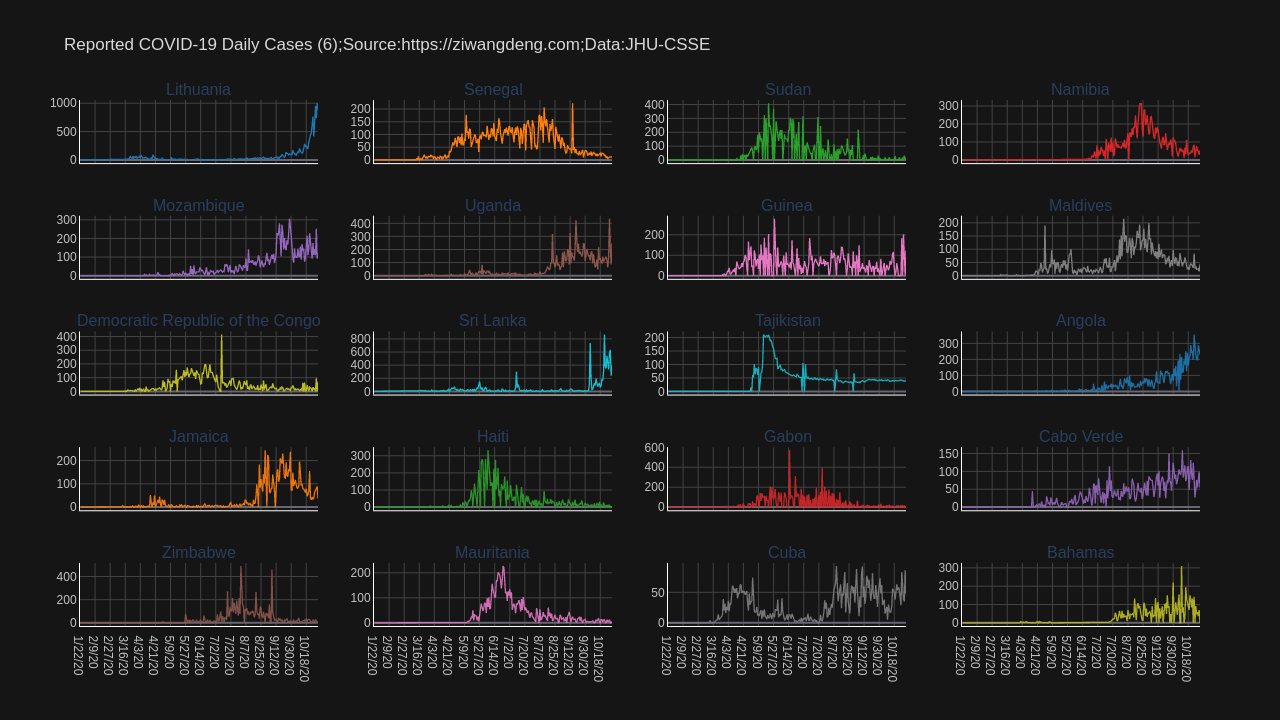 Reported COVID-19 Daily Cases (6);Source:https://ziwangdeng.com;Data:JHU-CSSE
Lithuania Senegal Sudan Namibia
1000 500 0
200 150 100 50 0
400 300 200 100 0
300 200 100 0
Mozambique Uganda Guinea Maldives
300 200 100 0
400 300 200 100 0
200 100 0
200 150 100 50 0
Democratic Republic of the Congo Sri Lanka Tajikistan Angola
400 300 200 100 0
800 600 400 200 0
200 150 100 50 0
300 200 100 0
Jamaica Haiti Gabon Cabo Verde
200 100 0
300 200 100 0
600 400 200 0
150 100 50 0
Zimbabwe Mauritania Cuba Bahamas
400 200 0
200 100 0
50 0
300 200 100 0
1/22/20 2/9/20 2/27/20 3/16/20 4/3/20 4/21/20 5/9/20 5/27/20 6/14/20 7/2/20 7/20/20 8/7/20 8/25/20 9/12/20 9/30/20 10/18/20
1/22/20 2/9/20 2/27/20 3/16/20 4/3/20 4/21/20 5/9/20 5/27/20 6/14/20 7/2/20 7/20/20 8/7/20 8/25/20 9/12/20 9/30/20 10/18/20
1/22/20 2/9/20 2/27/20 3/16/20 4/3/20 4/21/20 5/9/20 5/27/20 6/14/20 7/2/20 7/20/20 8/7/20 8/25/20 9/12/20 9/30/20 10/18/20
1/22/20 2/9/20 2/27/20 3/16/20 4/3/20 4/21/20 5/9/20 5/27/20 6/14/20 7/2/20 7/20/20 8/7/20 8/25/20 9/12/20 9/30/20 10/18/20